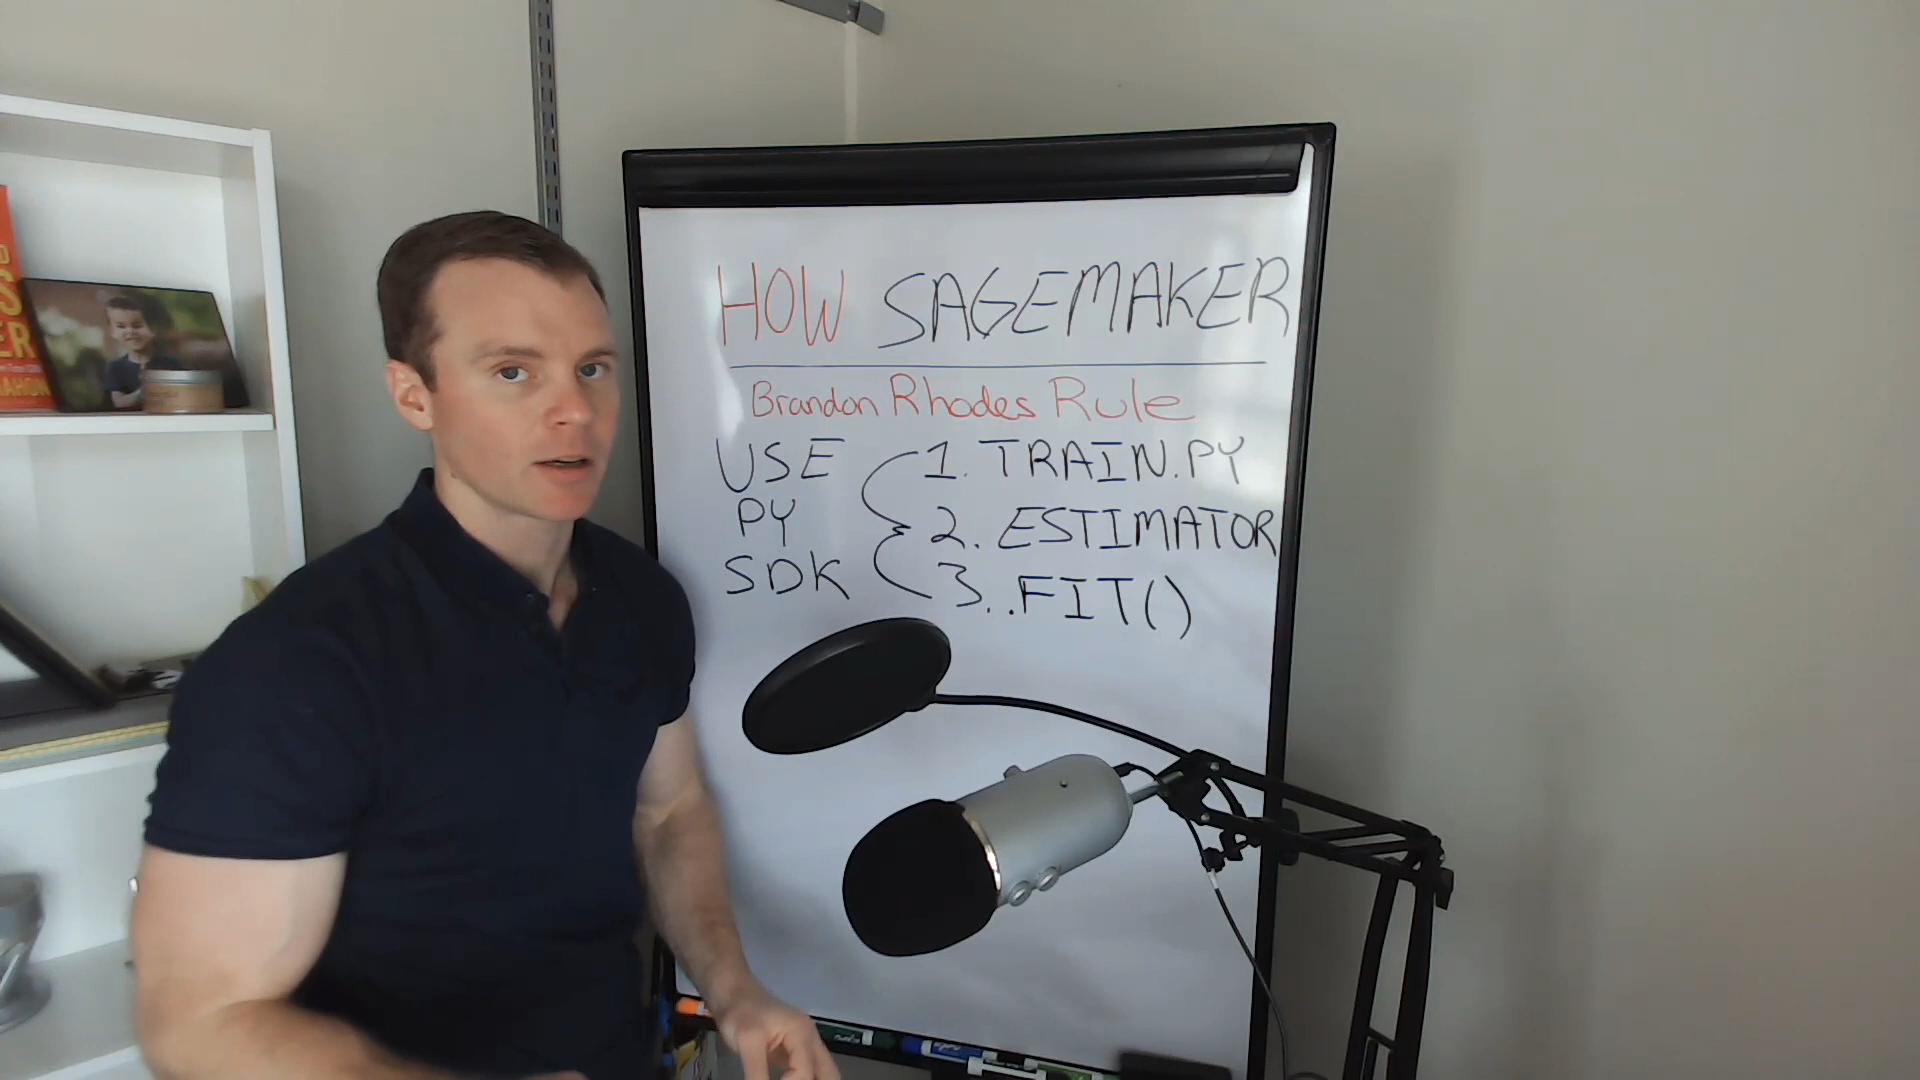 HOW SAGEMAKER
Brandon Rhodes Rule
USE
PY
SDK
1. TRAIN.PY
2. ESTIMATOR
3. .FIT()